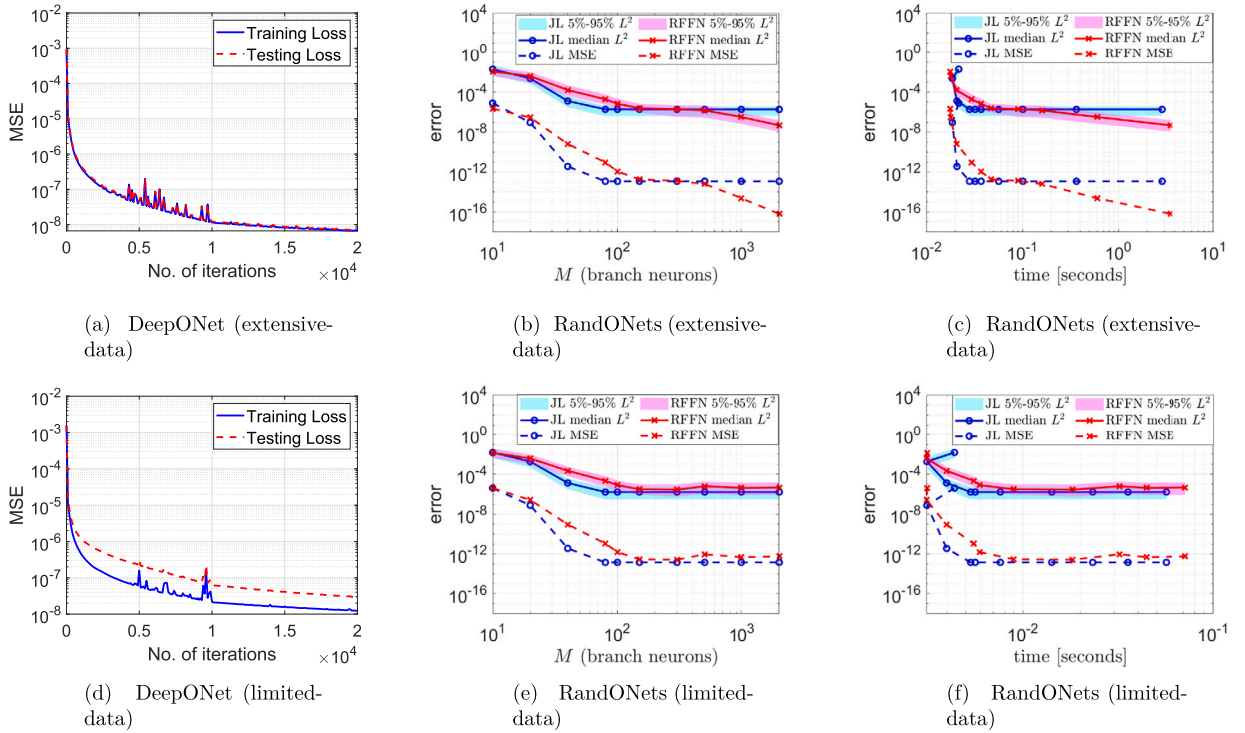 10^-2
10^-3
10^-4
10^-5
10^-6
10^-7
10^-8
MSE
Training Loss
Testing Loss
0 0.5 1 1.5 2
No. of iterations ×10^4
(a) DeepONet (extensive-
data)
10^4
10^0
10^-4
10^-8
10^-12
10^-16
error
JL 5%-95% L^2 RFFN 5%-95% L^2
JL median L^2 RFFN median L^2
JL MSE RFFN MSE
10^1 10^2 10^3
M (branch neurons)
(b) RandONets (extensive-
data)
10^4
10^0
10^-4
10^-8
10^-12
10^-16
error
JL 5%-95% L^2 RFFN 5%-95% L^2
JL median L^2 RFFN median L^2
JL MSE RFFN MSE
10^-2 10^-1 10^0 10^1
time [seconds]
(c) RandONets (extensive-
data)
10^-2
10^-3
10^-4
10^-5
10^-6
10^-7
10^-8
MSE
Training Loss
Testing Loss
0 0.5 1 1.5 2
No. of iterations ×10^4
(d) DeepONet (limited-
data)
10^4
10^0
10^-4
10^-8
10^-12
10^-16
error
JL 5%-95% L^2 RFFN 5%-95% L^2
JL median L^2 RFFN median L^2
JL MSE RFFN MSE
10^1 10^2 10^3
M (branch neurons)
(e) RandONets (limited-
data)
10^4
10^0
10^-4
10^-8
10^-12
10^-16
error
JL 5%-95% L^2 RFFN 5%-95% L^2
JL median L^2 RFFN median L^2
JL MSE RFFN MSE
10^-2 10^-1
time [seconds]
(f) RandONets (limited-
data)